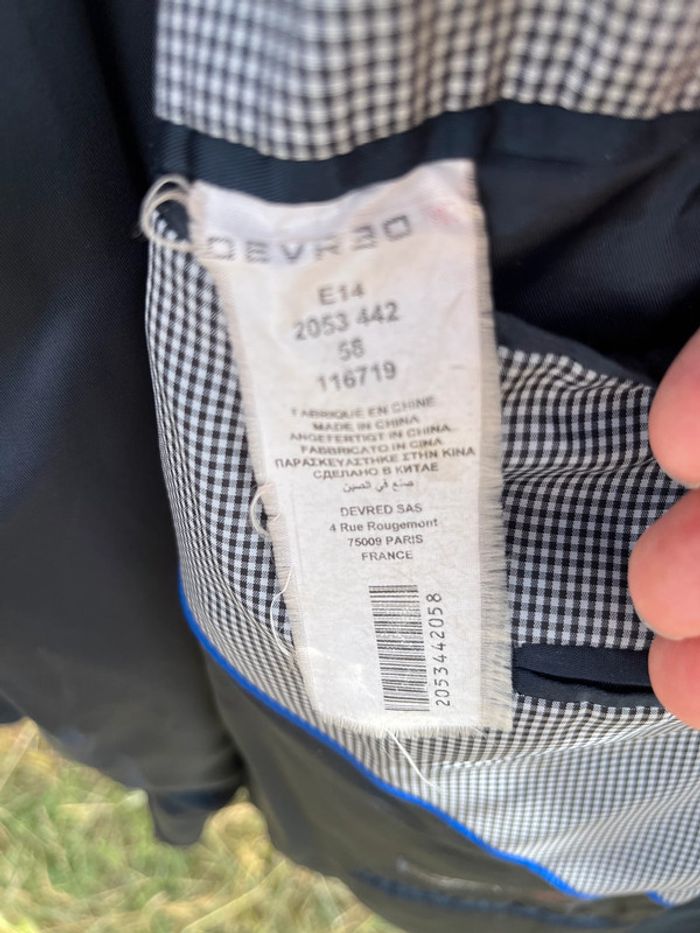 DEVRED
E14
2053 442
58
116719
FABRIQUE EN CHINE
MADE IN CHINA
ANGEFERTIGT IN CHINA
FABBRICATO IN CINA
ΠΑΡΑΣΚΕΥΑΣΤΗΚΕ ΣΤΗΝ ΚΙΝΑ
СДЕЛАНО В КИТАЕ
صنع في الصين
DEVRED SAS
4 Rue Rougemont
75009 PARIS
FRANCE
2053442058